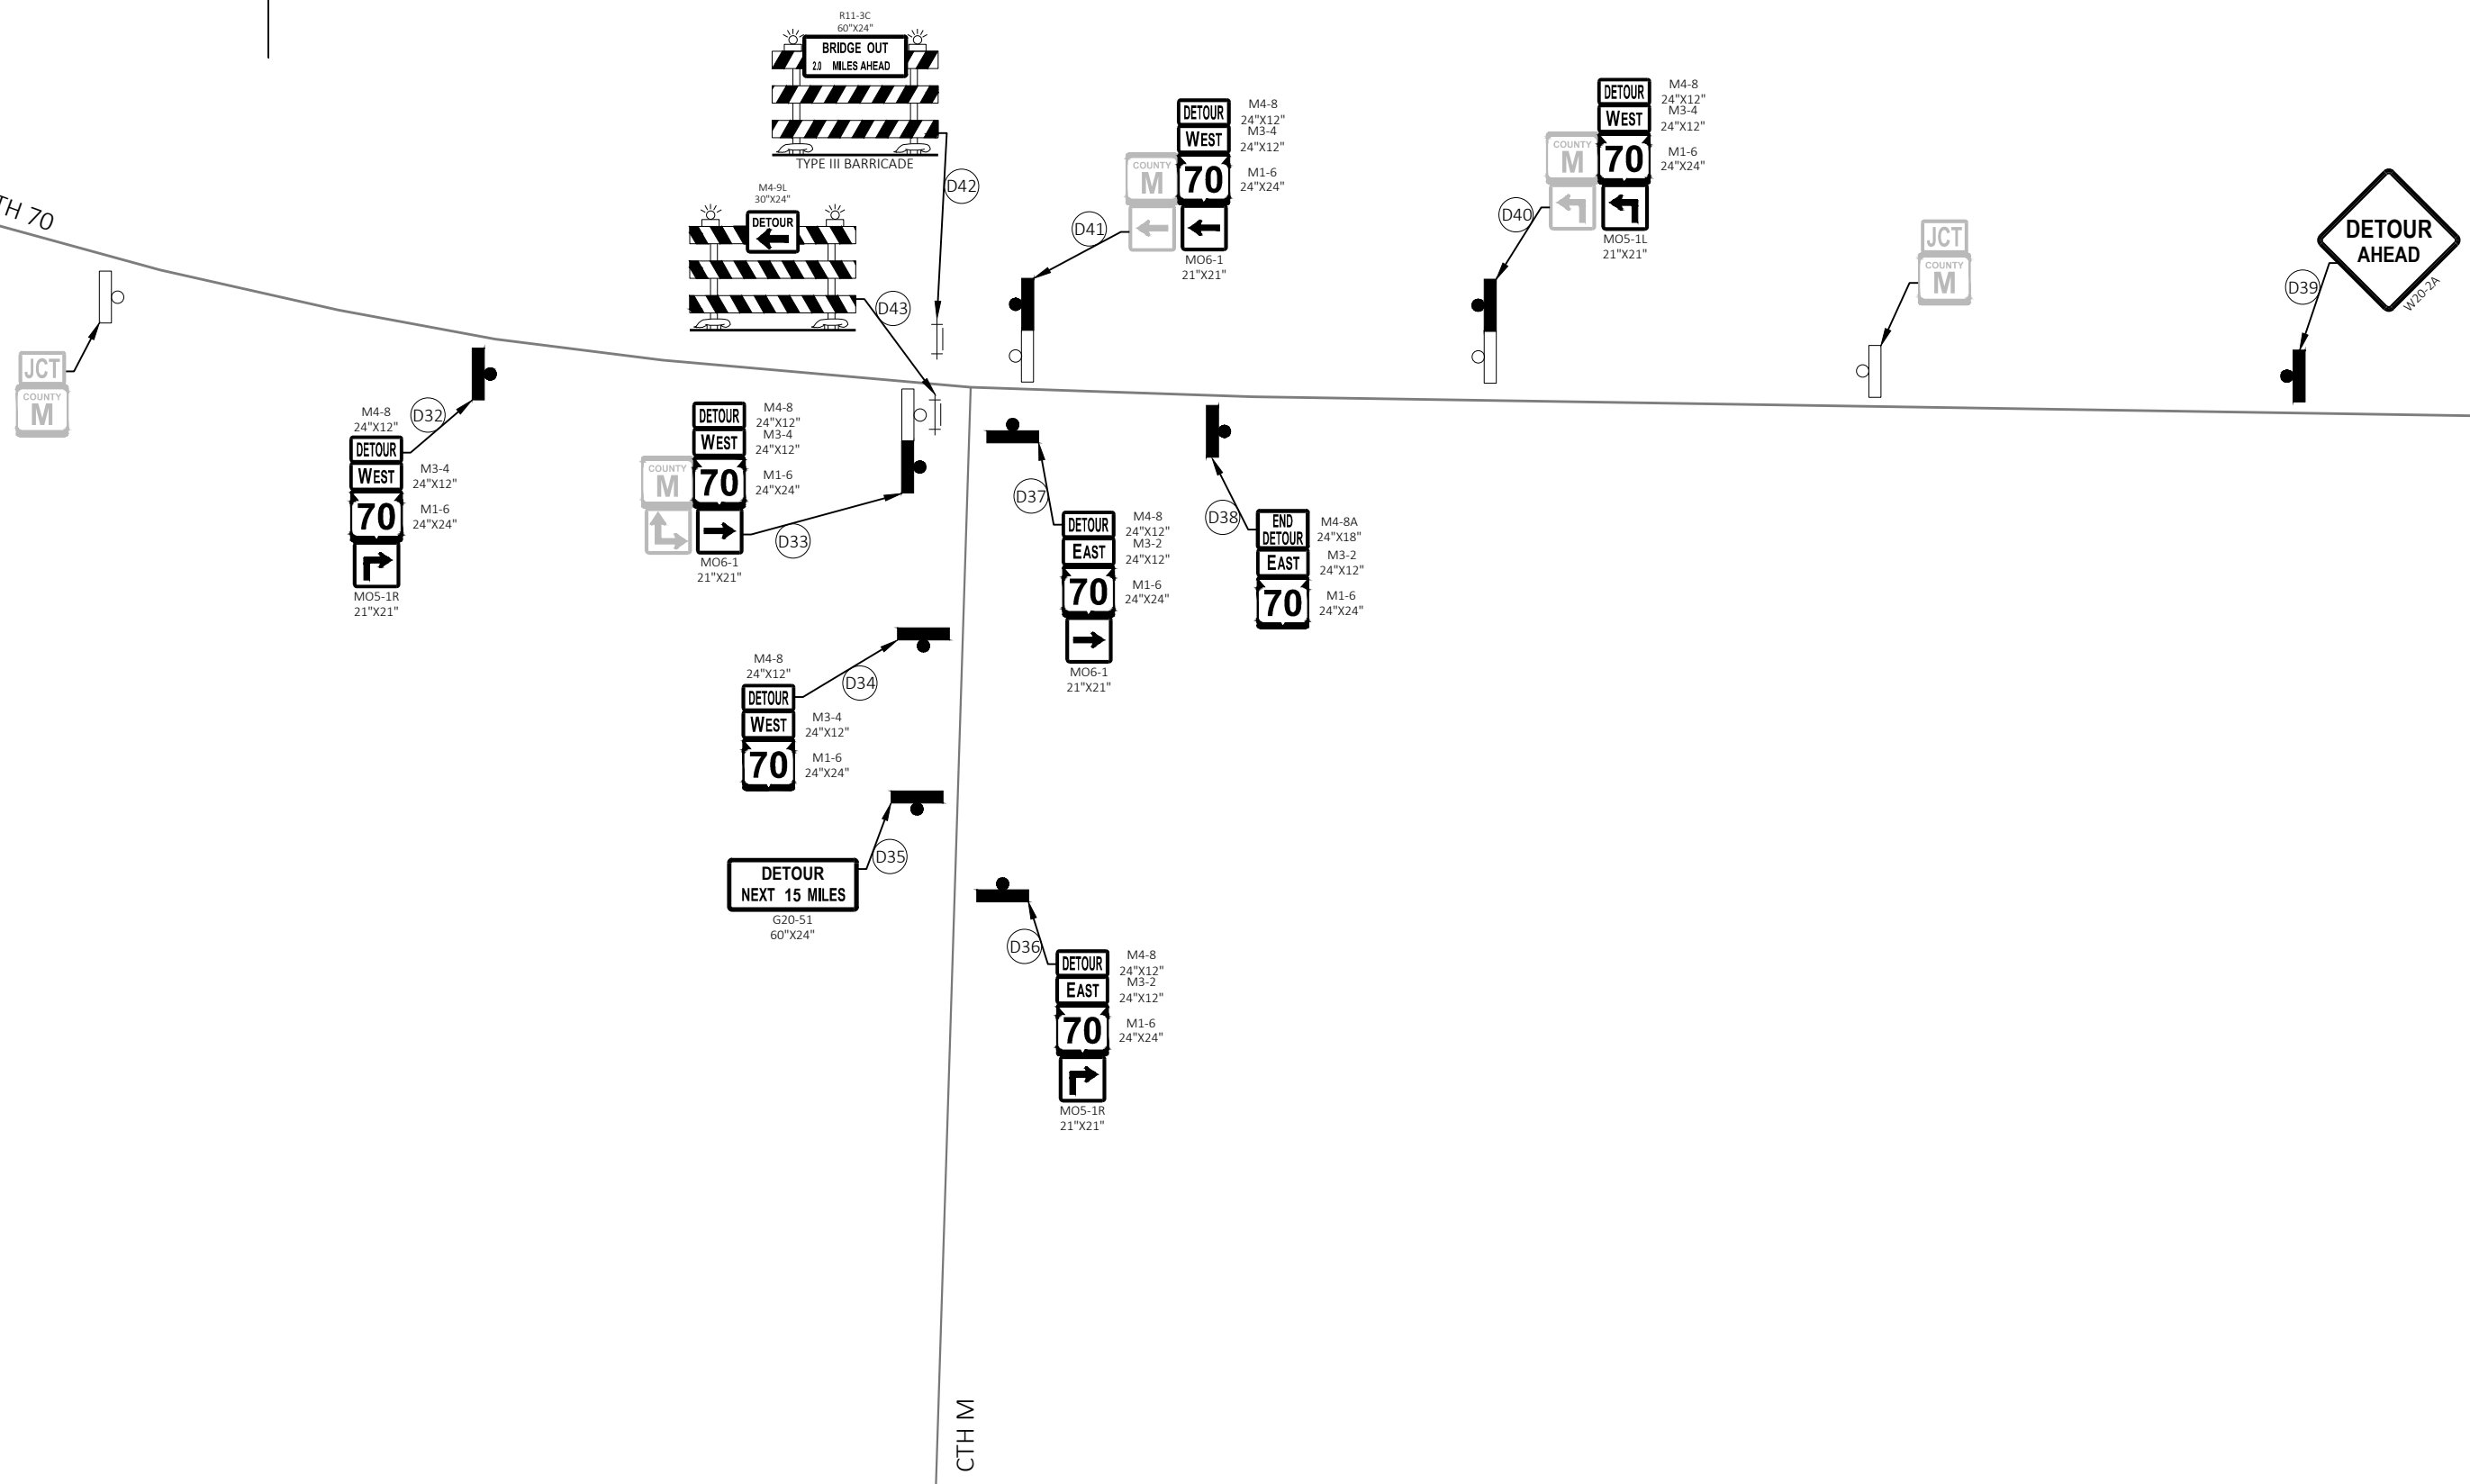 R11-3C
60"X24"
BRIDGE OUT
2.0 MILES AHEAD
TYPE III BARRICADE
D42
M4-9L
30"X24"
DETOUR
D43
TH 70
JCT
COUNTY
M
D32
M4-8
24"X12"
DETOUR
WEST
M3-4
24"X12"
70
M1-6
24"X24"
MO5-1R
21"X21"
DETOUR
M4-8
24"X12"
WEST
M3-4
24"X12"
COUNTY
M
70
M1-6
24"X24"
MO6-1
21"X21"
D33
M4-8
24"X12"
DETOUR
D34
WEST
M3-4
24"X12"
70
M1-6
24"X24"
D35
DETOUR
NEXT 15 MILES
G20-51
60"X24"
D36
DETOUR
M4-8
24"X12"
EAST
M3-2
24"X12"
70
M1-6
24"X24"
MO5-1R
21"X21"
D37
DETOUR
M4-8
24"X12"
EAST
M3-2
24"X12"
70
M1-6
24"X24"
MO6-1
21"X21"
D38
END
DETOUR
M4-8A
24"X18"
EAST
M3-2
24"X12"
70
M1-6
24"X24"
D41
DETOUR
M4-8
24"X12"
WEST
M3-4
24"X12"
COUNTY
M
70
M1-6
24"X24"
MO6-1
21"X21"
D40
DETOUR
M4-8
24"X12"
WEST
M3-4
24"X12"
COUNTY
M
70
M1-6
24"X24"
MO5-1L
21"X21"
JCT
COUNTY
M
D39
DETOUR
AHEAD
W20-2A
CTH M